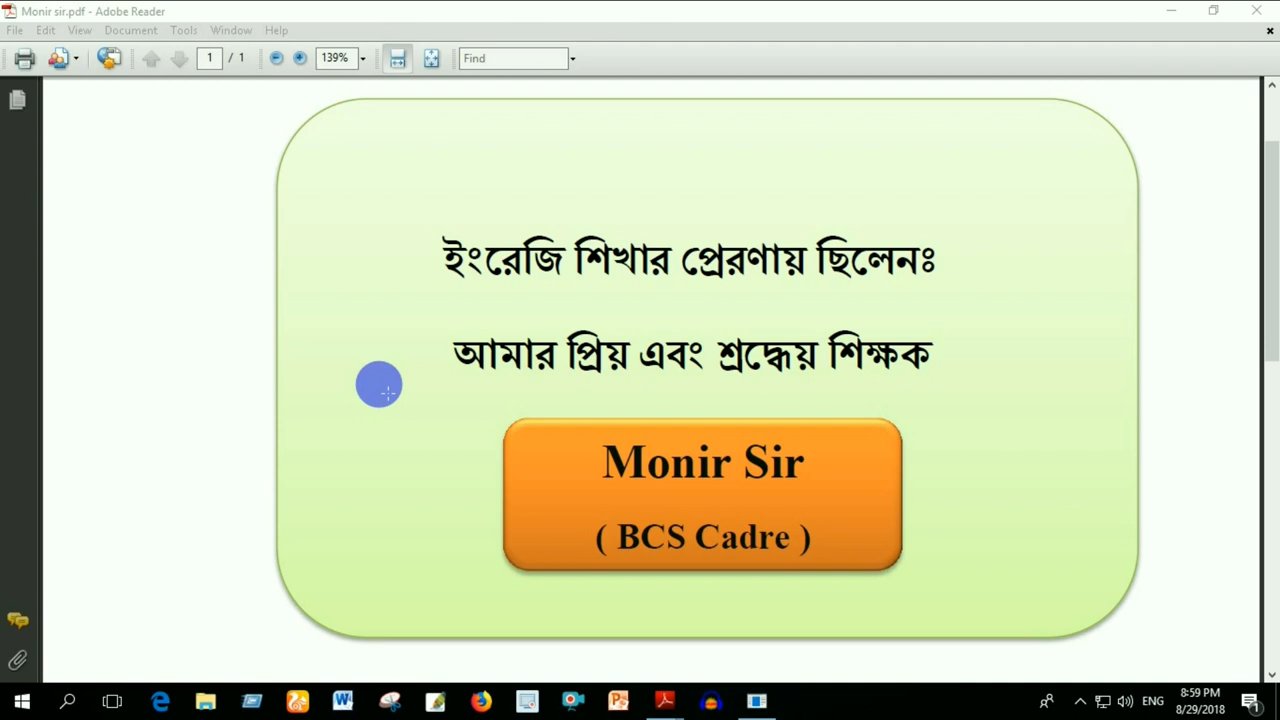 Monir sir.pdf - Adobe Reader
File Edit View Document Tools Window Help
1 / 1 139% Find
ইংরেজি শিখার প্রেরণায় ছিলেনঃ
আমার প্রিয় এবং শ্রদ্ধেয় শিক্ষক
Monir Sir
( BCS Cadre )
ENG
8:59 PM
8/29/2018
1